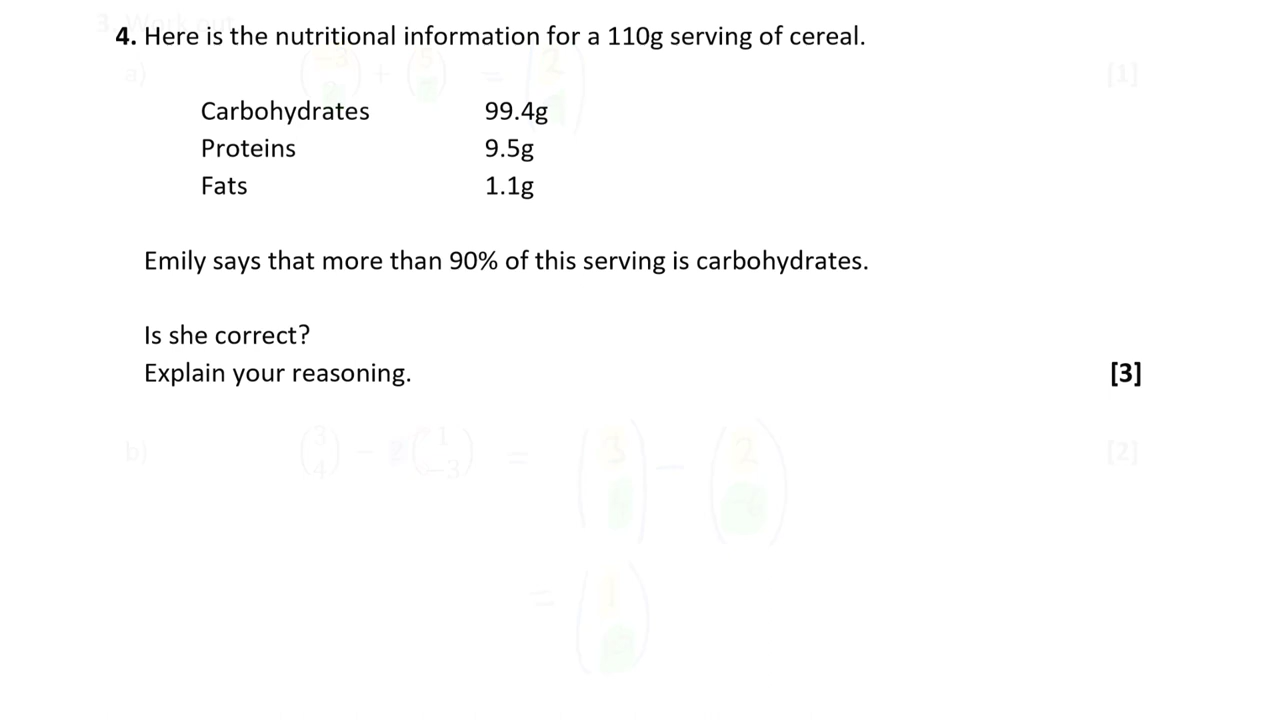 4. Here is the nutritional information for a 110g serving of cereal.
Carbohydrates 99.4g
Proteins 9.5g
Fats 1.1g
Emily says that more than 90% of this serving is carbohydrates.
Is she correct?
Explain your reasoning. [3]